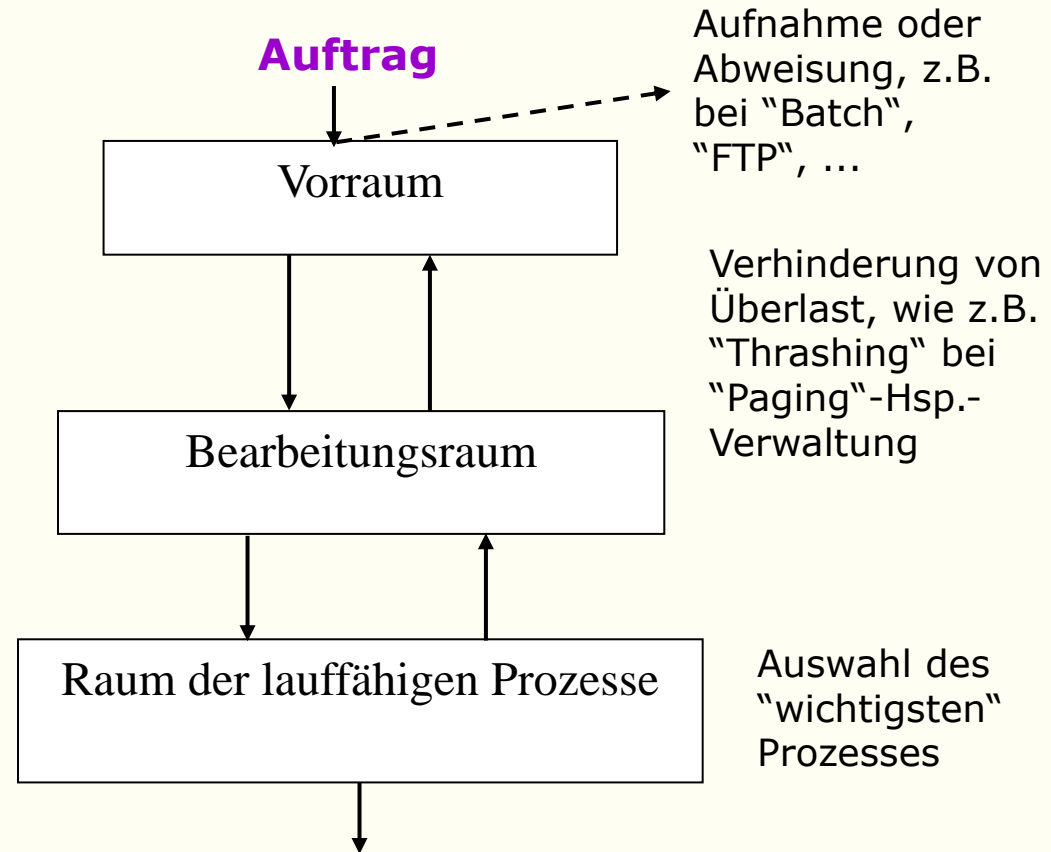 Auftrag
Aufnahme oder
Abweisung, z.B.
bei “Batch“,
“FTP“, ...
Vorraum
Verhinderung von
Überlast, wie z.B.
“Thrashing“ bei
“Paging“-Hsp.-
Verwaltung
Bearbeitungsraum
Raum der lauffähigen Prozesse
Auswahl des
“wichtigsten“
Prozesses